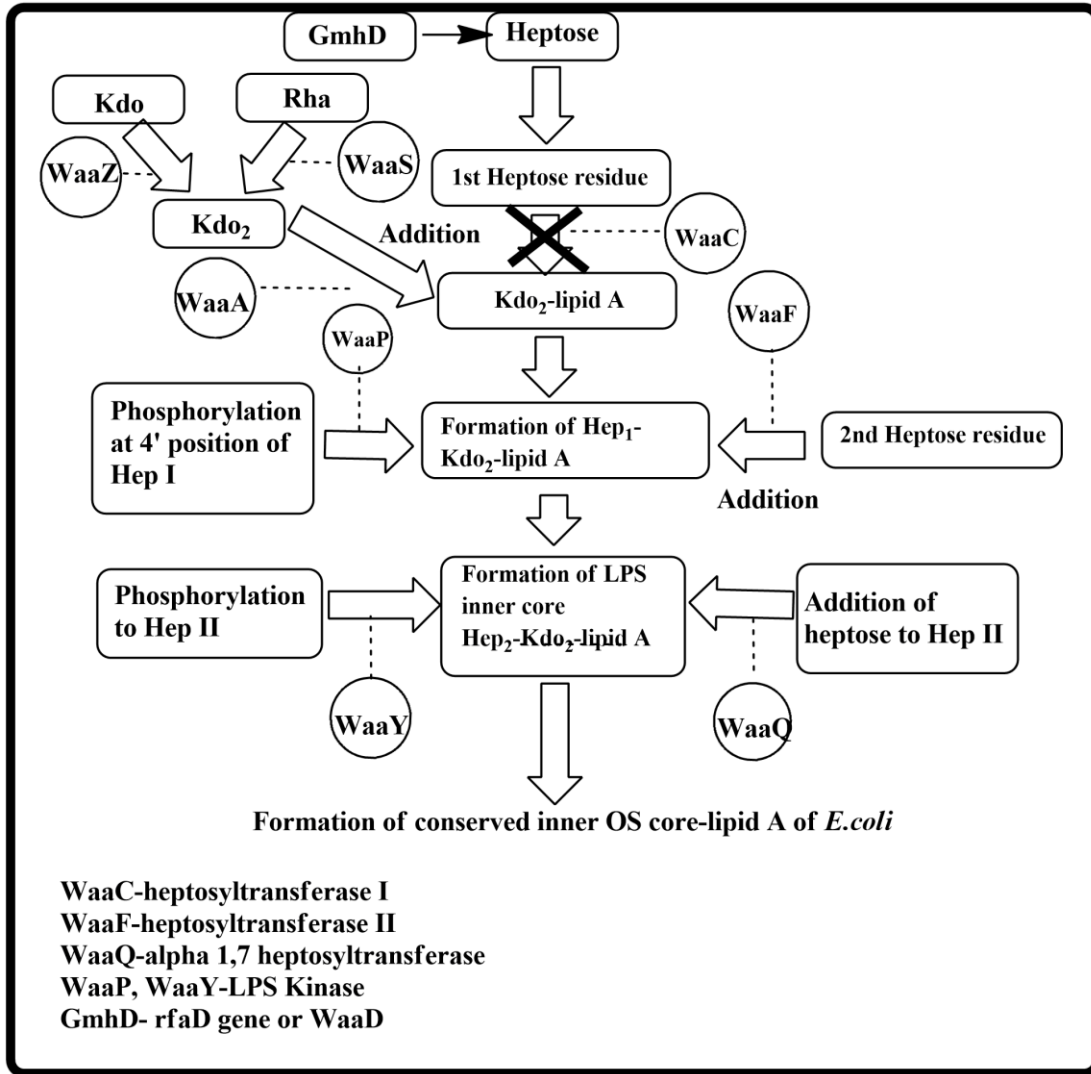 GmhD
Heptose
Kdo
Rha
WaaZ
WaaS
1st Heptose residue
Kdo₂
Addition
WaaC
WaaA
Kdo₂-lipid A
WaaF
WaaP
Phosphorylation
at 4' position of
Hep I
Formation of Hep₁-
Kdo₂-lipid A
2nd Heptose residue
Addition
Phosphorylation
to Hep II
Formation of LPS
inner core
Hep₂-Kdo₂-lipid A
Addition of
heptose to Hep II
WaaY
WaaQ
Formation of conserved inner OS core-lipid A of E.coli
WaaC-heptosyltransferase I
WaaF-heptosyltransferase II
WaaQ-alpha 1,7 heptosyltransferase
WaaP, WaaY-LPS Kinase
GmhD- rfaD gene or WaaD